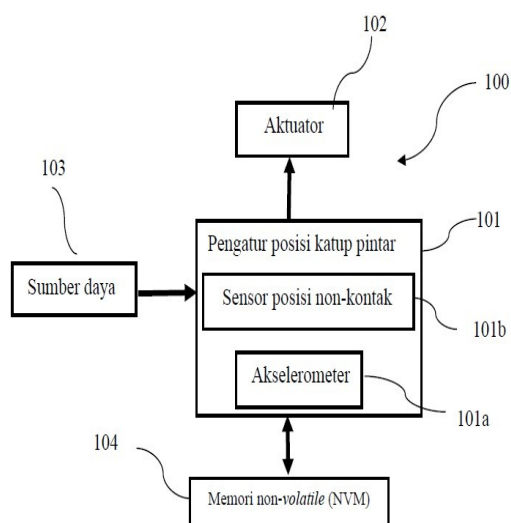 102
Aktuator
100
103
101
Pengatur posisi katup pintar
Sumber daya
Sensor posisi non-kontak
101b
Akselerometer
101a
104
Memori non-volatile (NVM)